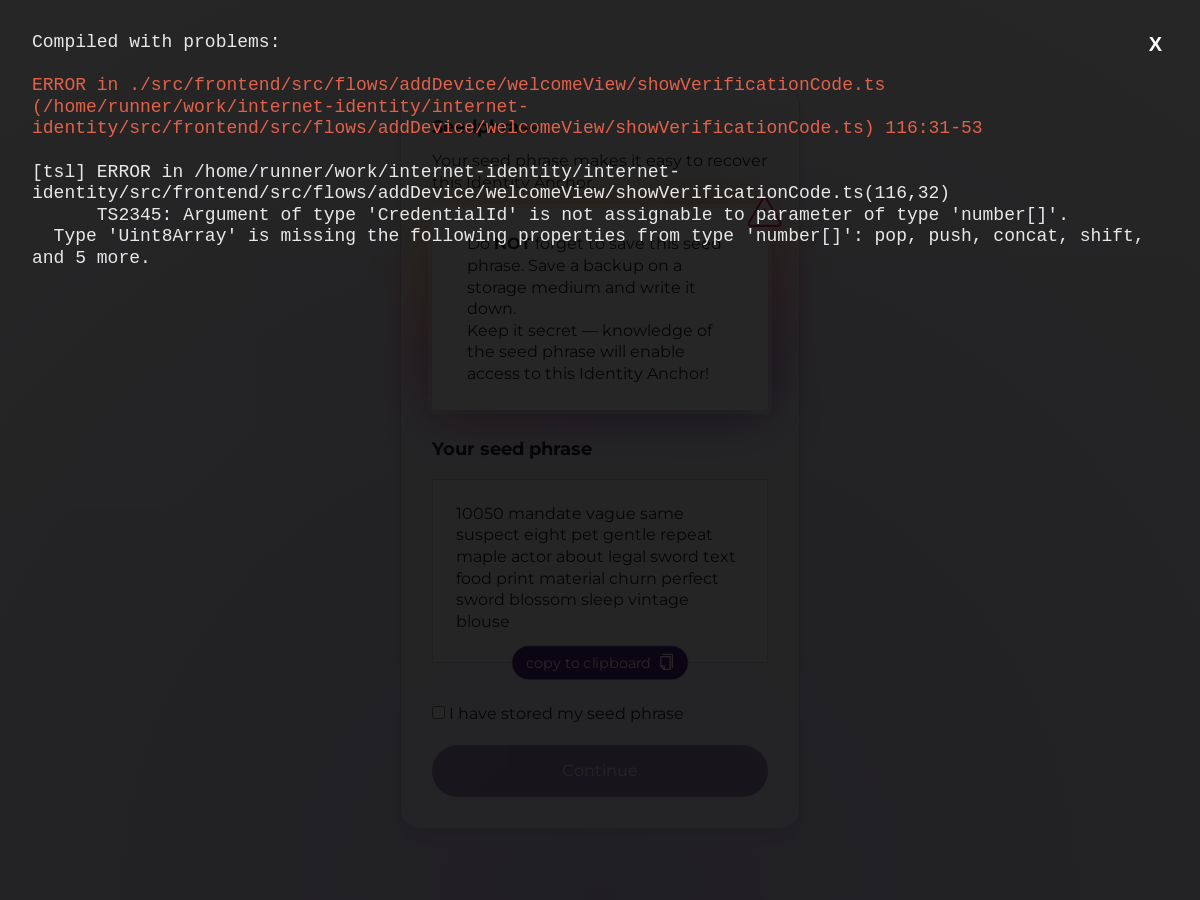 Compiled with problems:
X
ERROR in ./src/frontend/src/flows/addDevice/welcomeView/showVerificationCode.ts
(/home/runner/work/internet-identity/internet-
identity/src/frontend/src/flows/addDevice/welcomeView/showVerificationCode.ts) 116:31-53
[tsl] ERROR in /home/runner/work/internet-identity/internet-
identity/src/frontend/src/flows/addDevice/welcomeView/showVerificationCode.ts(116,32)
TS2345: Argument of type 'CredentialId' is not assignable to parameter of type 'number[]'.
Type 'Uint8Array' is missing the following properties from type 'number[]': pop, push, concat, shift,
and 5 more.
Your seed phrase makes it easy to recover
this Identity Anchor.
Do NOT forget to save this seed
phrase. Save a backup on a
storage medium and write it
down.
Keep it secret — knowledge of
the seed phrase will enable
access to this Identity Anchor!
Your seed phrase
10050 mandate vague same
suspect eight pet gentle repeat
maple actor about legal sword text
food print material churn perfect
sword blossom sleep vintage
blouse
copy to clipboard
I have stored my seed phrase
Continue